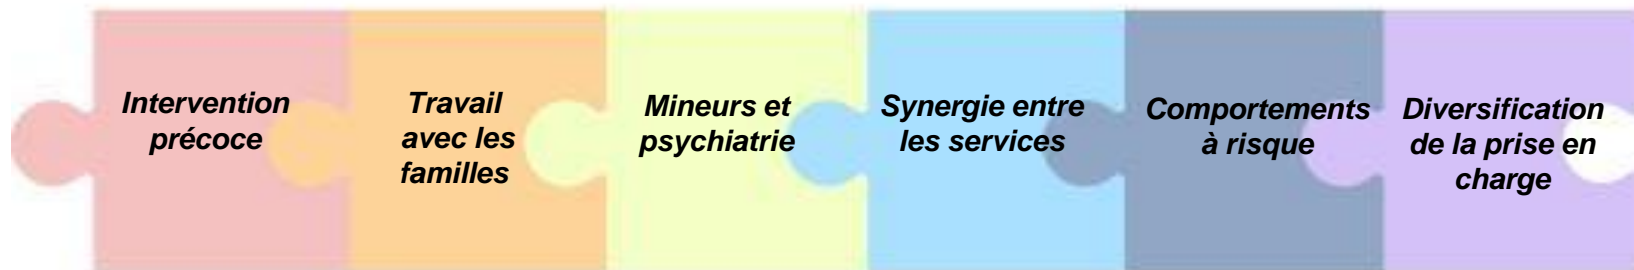 Intervention
précoce
Travail
avec les
familles
Mineurs et
psychiatrie
Synergie entre
les services
Comportements
à risque
Diversification
de la prise en
charge